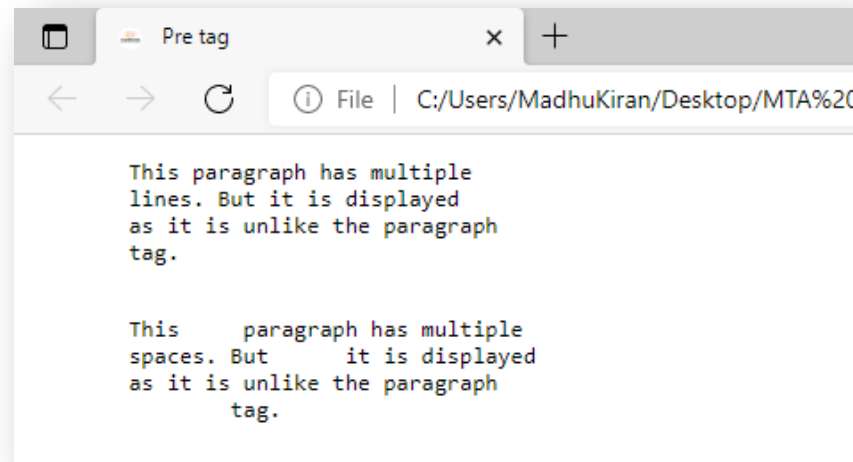 Pre tag
File | C:/Users/MadhuKiran/Desktop/MTA%20
This paragraph has multiple
lines. But it is displayed
as it is unlike the paragraph
tag.
This     paragraph has multiple
spaces. But      it is displayed
as it is unlike the paragraph
        tag.